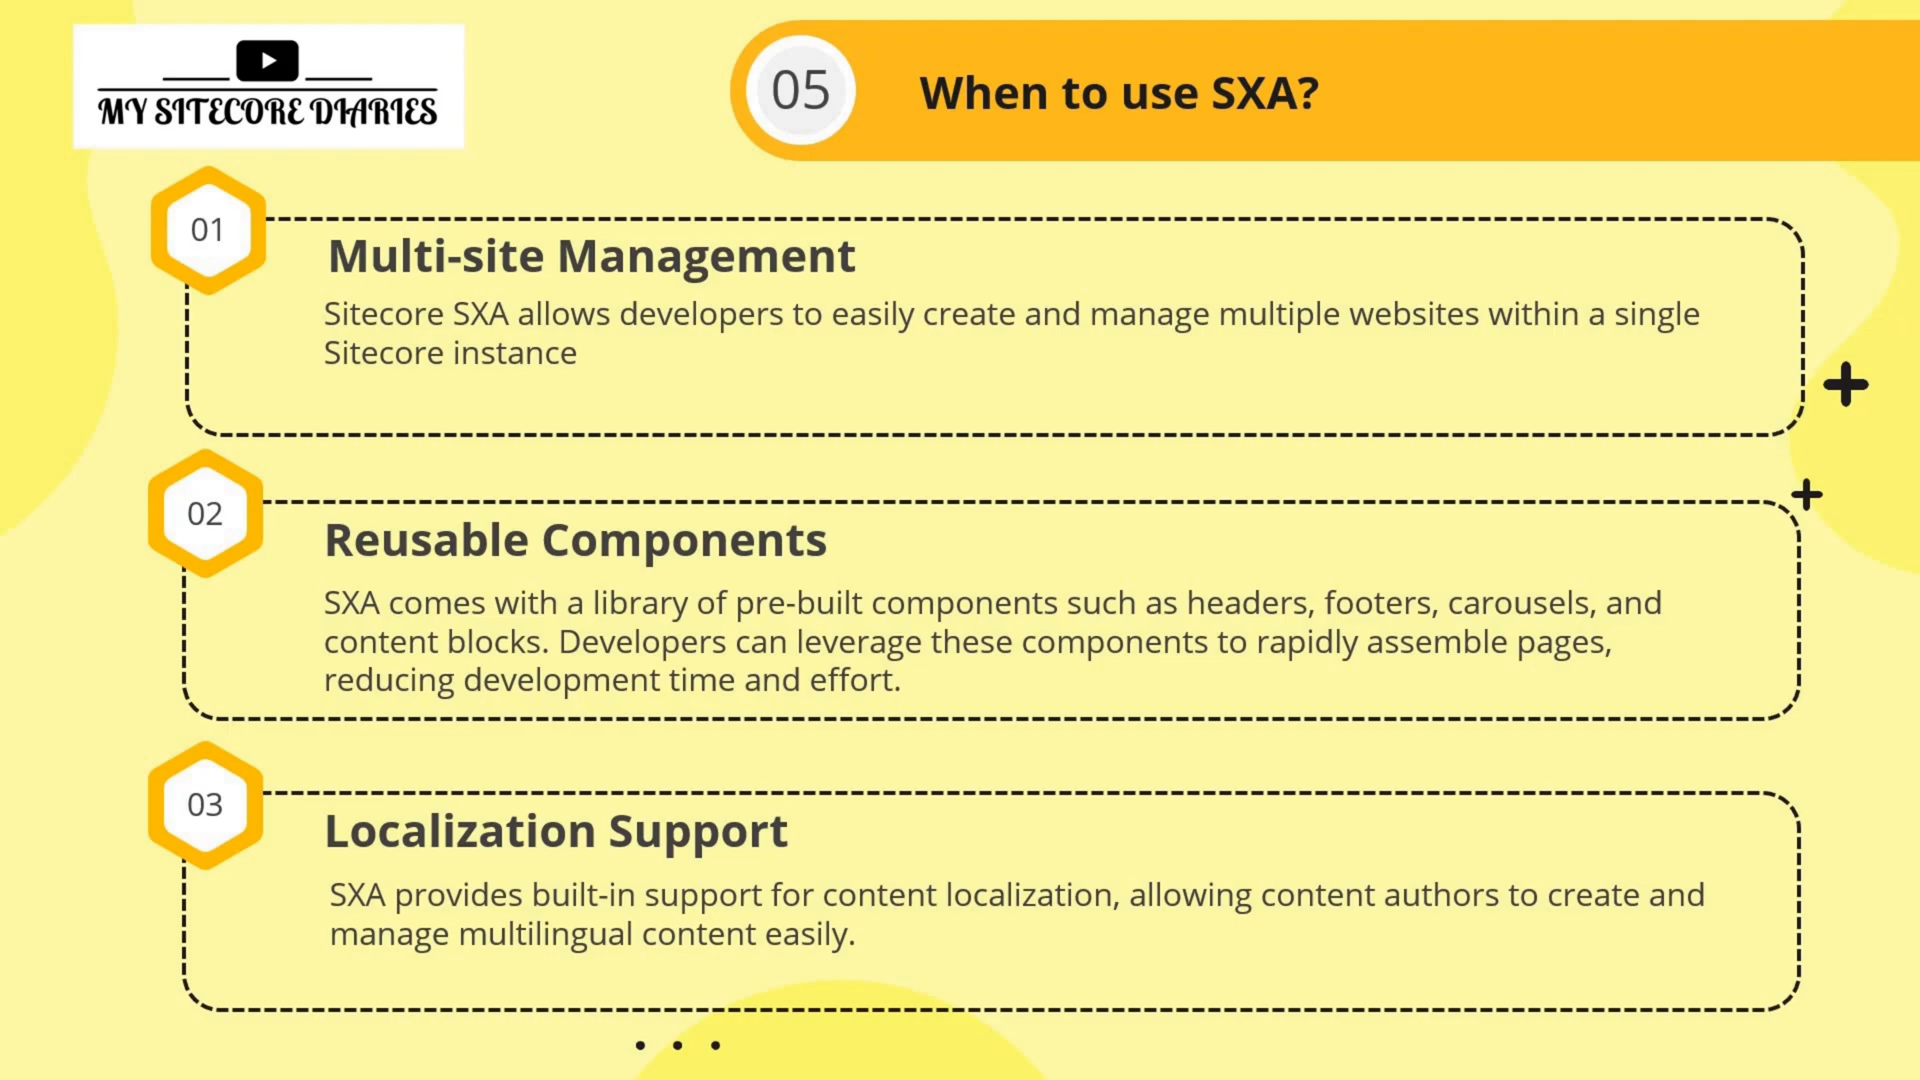 MY SITECORE DIARIES
05
When to use SXA?
01
Multi-site Management
Sitecore SXA allows developers to easily create and manage multiple websites within a single
Sitecore instance
02
Reusable Components
SXA comes with a library of pre-built components such as headers, footers, carousels, and
content blocks. Developers can leverage these components to rapidly assemble pages,
reducing development time and effort.
03
Localization Support
SXA provides built-in support for content localization, allowing content authors to create and
manage multilingual content easily.